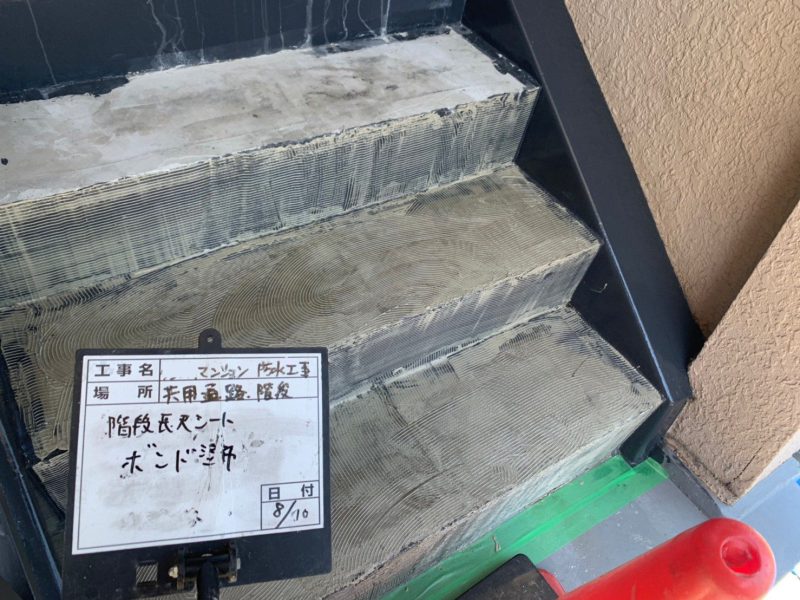 工事名 マンション 防水工事
場所 共用通路.階段
階段長尺シート
ボンド塗布
日付
8/10